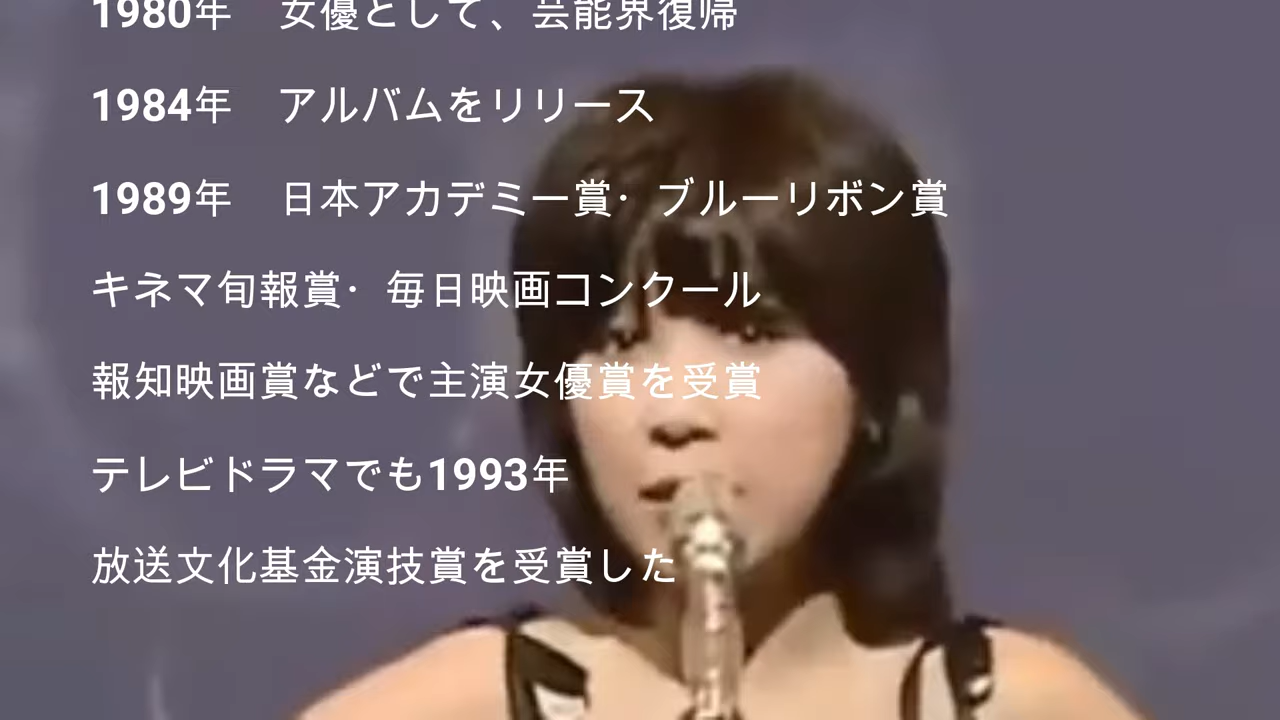 1980年　女優として、芸能界復帰
1984年　アルバムをリリース
1989年　日本アカデミー賞・ブルーリボン賞
キネマ旬報賞・毎日映画コンクール
報知映画賞などで主演女優賞を受賞
テレビドラマでも1993年
放送文化基金演技賞を受賞した